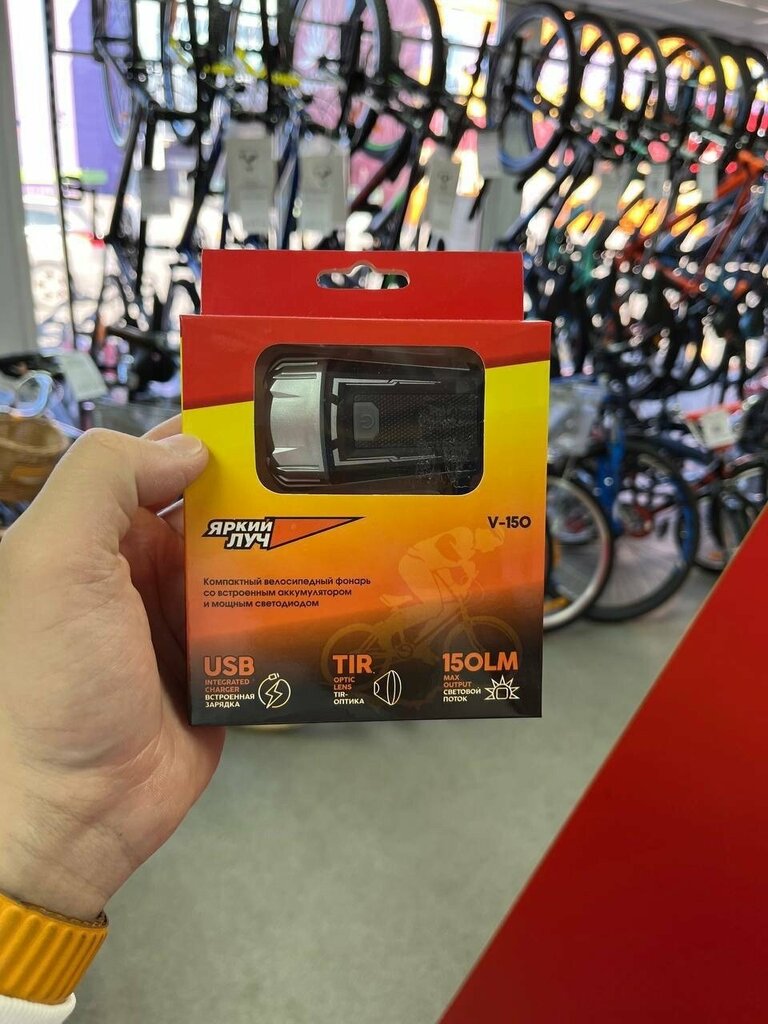 ЯРКИЙ
ЛУЧ
V-150
Компактный велосипедный фонарь
со встроенным аккумулятором
и мощным светодиодом
USB
INTEGRATED
CHARGER
ВСТРОЕННАЯ
ЗАРЯДКА
TIR
OPTIC
LENS
TIR-
ОПТИКА
150LM
MAX
OUTPUT
СВЕТОВОЙ
ПОТОК